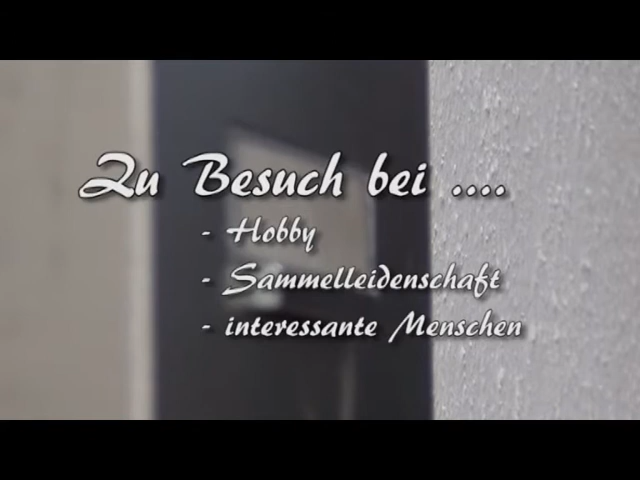 Zu Besuch bei ....
- Hobby
- Sammelleidenschaft
- interessante Menschen